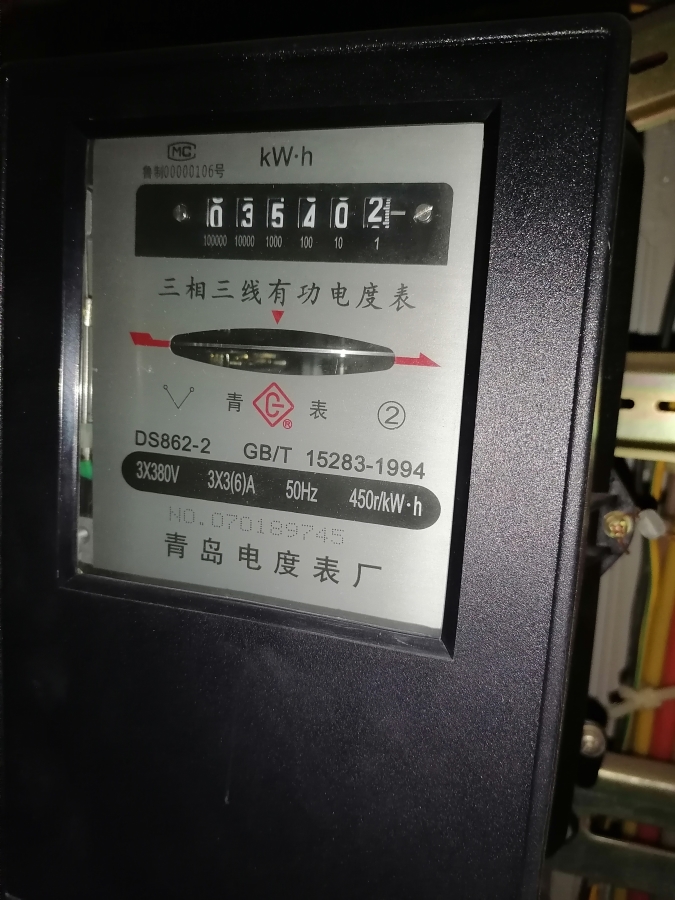 MC
kW·h
鲁制00000106号
0 3 5 4 0 2
100000 10000 1000 100 10 1
三相三线有功电度表
青 G® 表 ②
DS862-2 GB/T 15283-1994
3X380V 3X3(6)A 50Hz 450r/kW·h
NO.070189745
青岛电度表厂